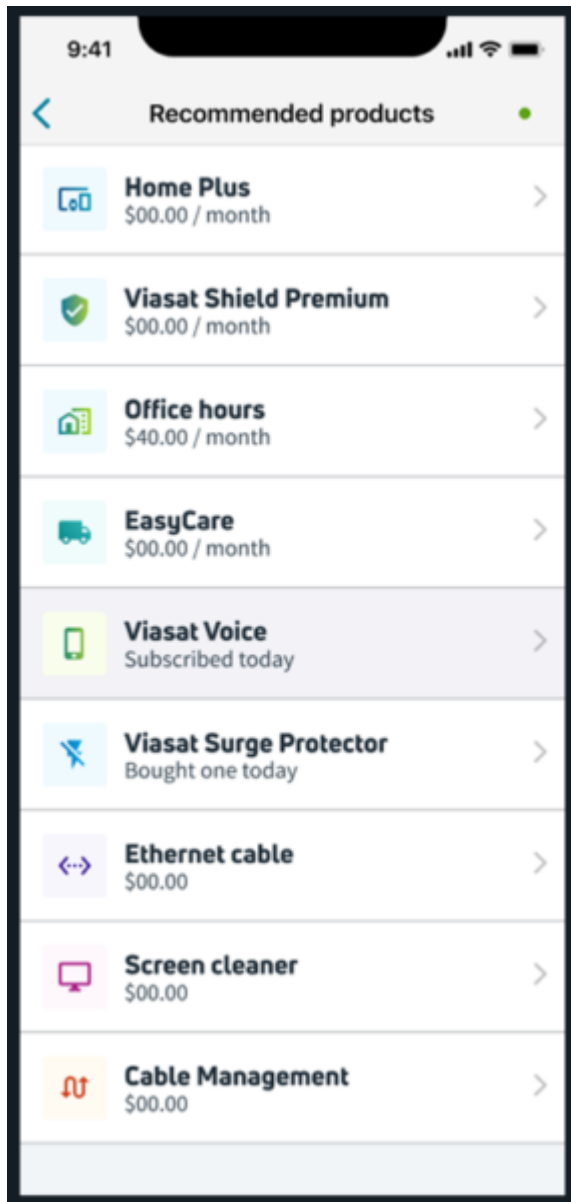 9:41
Recommended products
Home Plus
$00.00 / month
Viasat Shield Premium
$00.00 / month
Office hours
$40.00 / month
EasyCare
$00.00 / month
Viasat Voice
Subscribed today
Viasat Surge Protector
Bought one today
Ethernet cable
$00.00
Screen cleaner
$00.00
Cable Management
$00.00